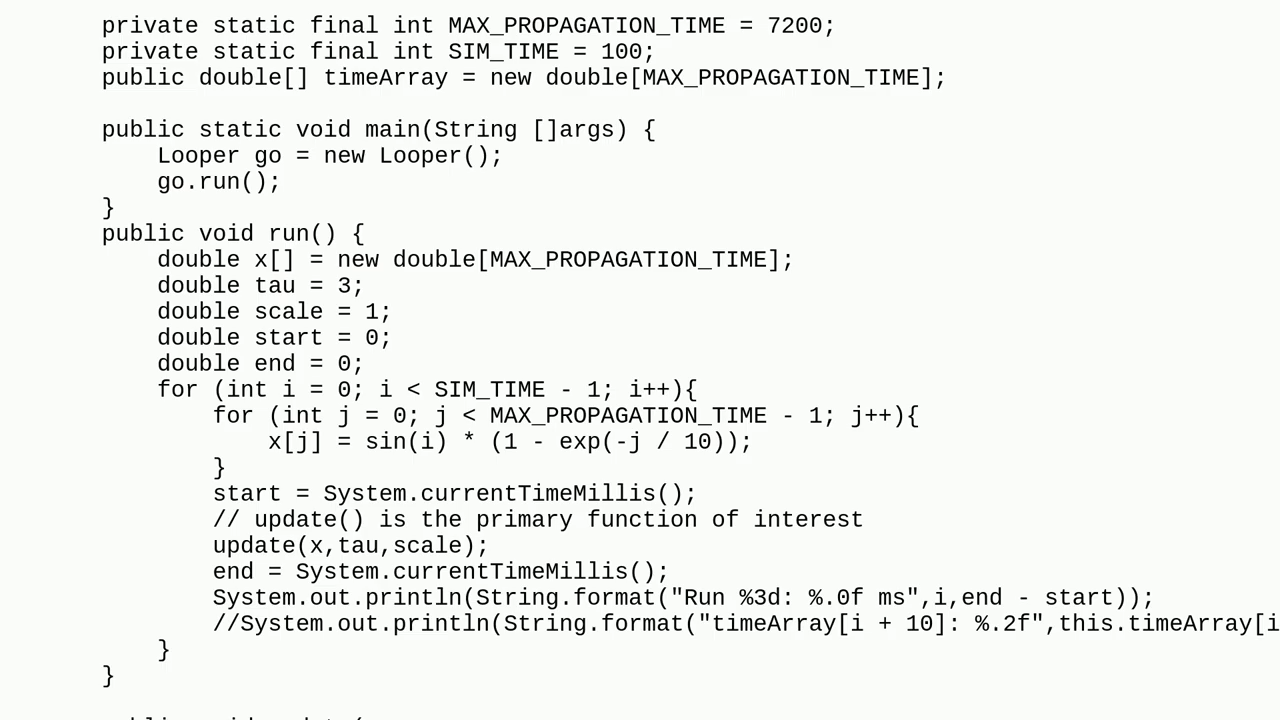 private static final int MAX_PROPAGATION_TIME = 7200;
private static final int SIM_TIME = 100;
public double[] timeArray = new double[MAX_PROPAGATION_TIME];
public static void main(String []args) {
Looper go = new Looper();
go.run();
}
public void run() {
double x[] = new double[MAX_PROPAGATION_TIME];
double tau = 3;
double scale = 1;
double start = 0;
double end = 0;
for (int i = 0; i < SIM_TIME - 1; i++){
for (int j = 0; j < MAX_PROPAGATION_TIME - 1; j++){
x[j] = sin(i) * (1 - exp(-j / 10));
}
start = System.currentTimeMillis();
// update() is the primary function of interest
update(x,tau,scale);
end = System.currentTimeMillis();
System.out.println(String.format("Run %3d: %.0f ms",i,end - start));
//System.out.println(String.format("timeArray[i + 10]: %.2f",this.timeArray[i
}
}